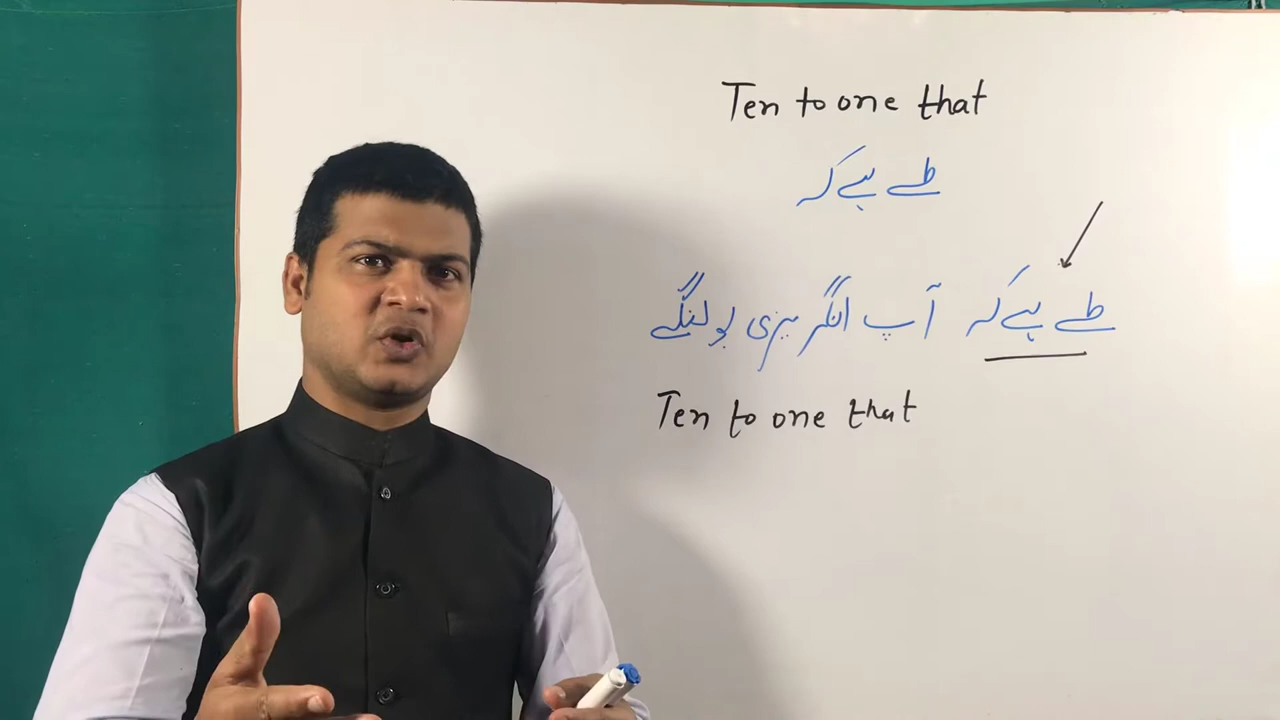 Ten to one that
طے ہے کہ
طے ہے کہ آپ انگریزی بولنگے
Ten to one that